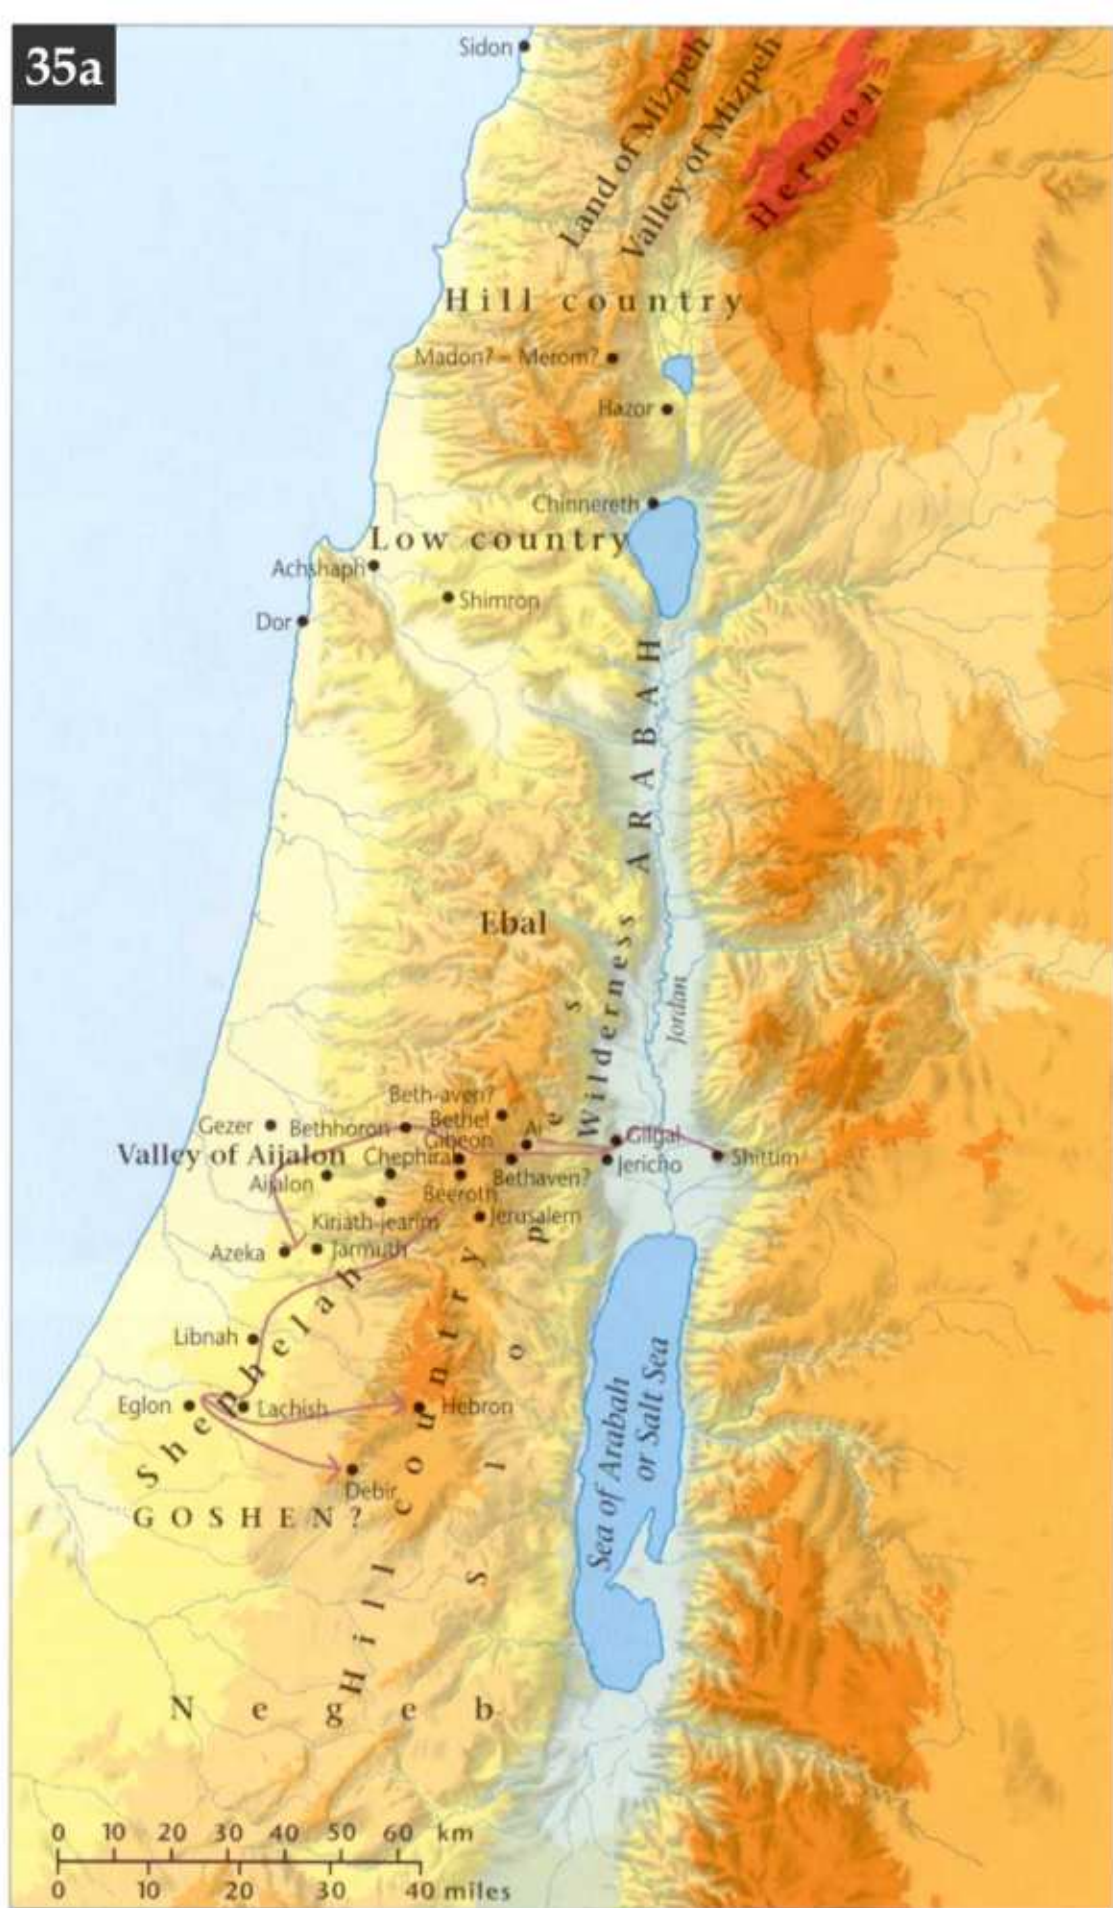 35a
Sidon
Land of Mizpeh
Valley of Mizpeh
Hermon
Hill country
Madon? – Merom?
Hazor
Chinnereth
Low country
Achshaph
Shimron
Dor
ARABAH
Ebal
Wilderness
Jordan
Beth-aven?
Gezer
Bethhoron
Bethel
Ai
Gilgal
Gibeon
Valley of Aijalon
Chephirah
Jericho
Shittim
Aijalon
Bethaven?
Beeroth
Kiriath-jearim
Jerusalem
Azeka
Jarmuth
Libnah
Shephelah
Eglon
Lachish
Hebron
Debir
Hill country
Slopes
Sea of Arabah
or Salt Sea
GOSHEN?
Negeb
0 10 20 30 40 50 60 km
0 10 20 30 40 miles